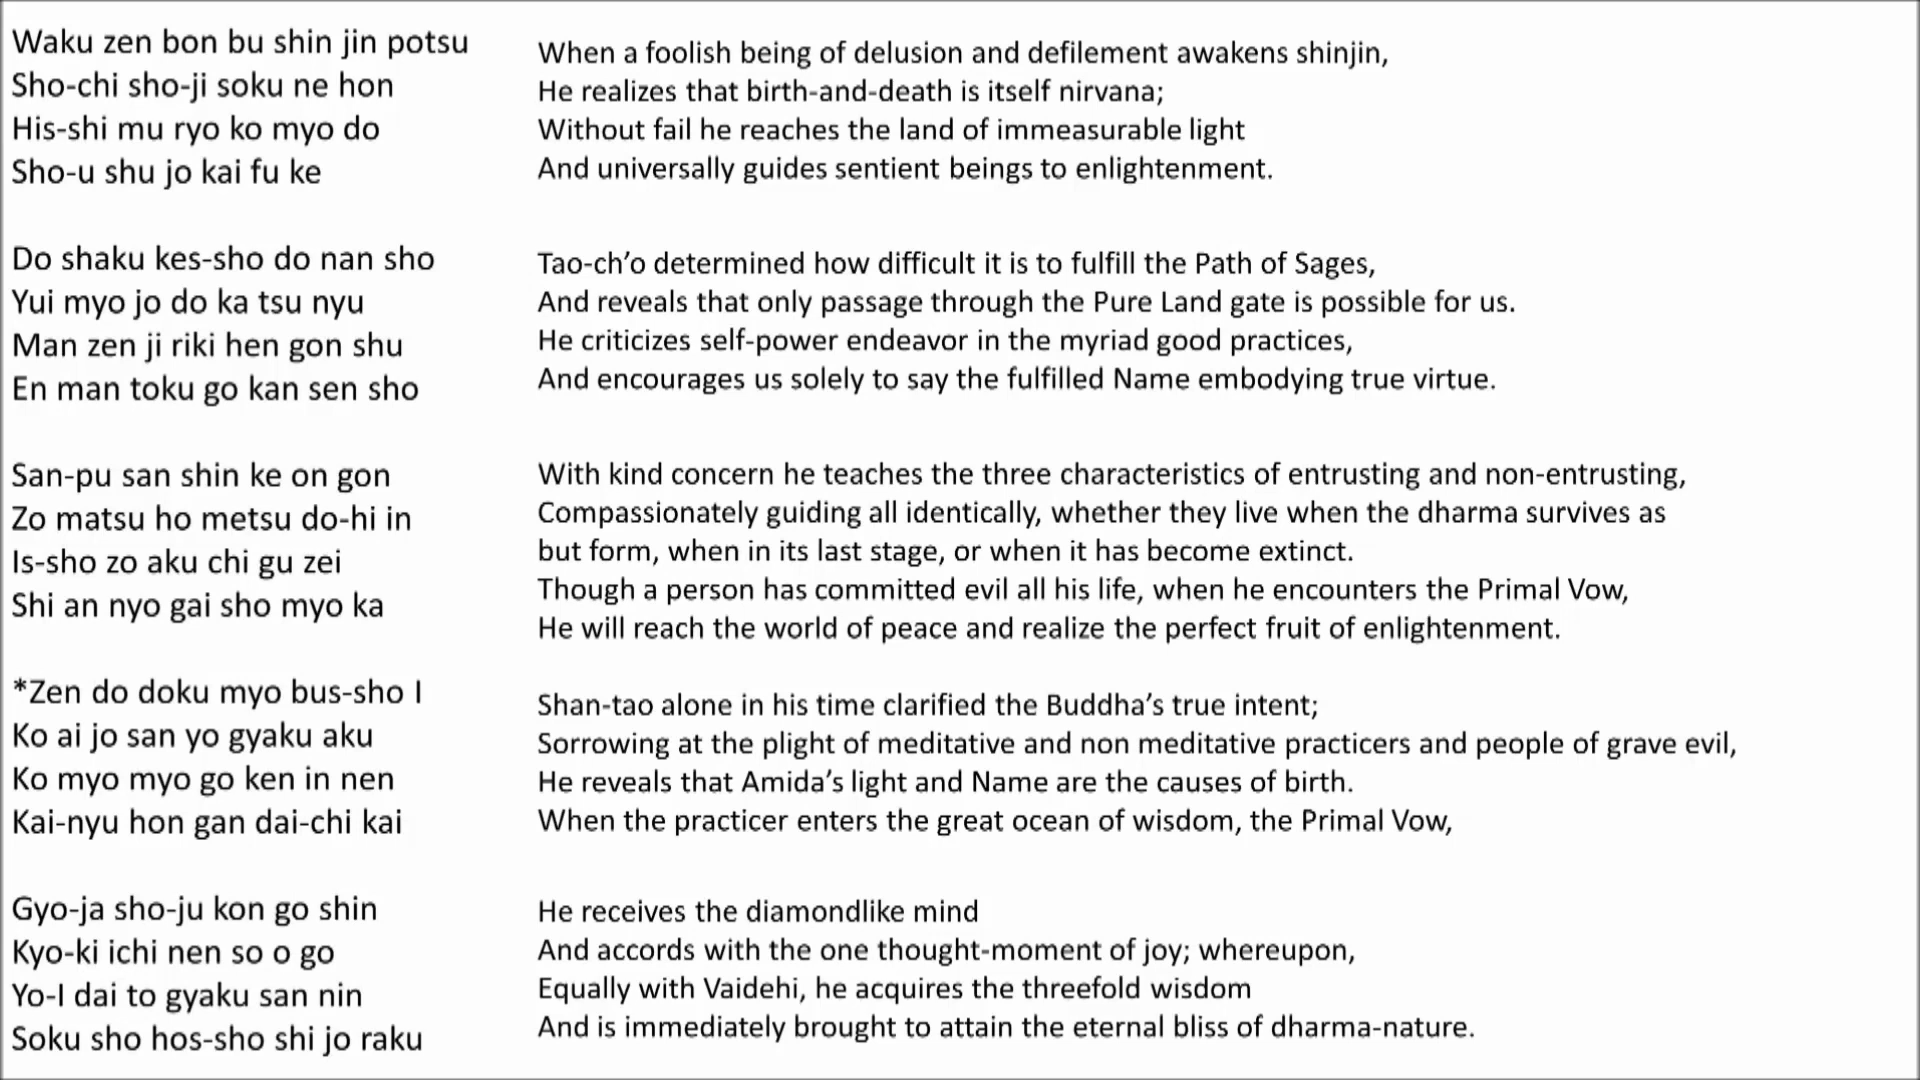 Waku zen bon bu shin jin potsu
Sho-chi sho-ji soku ne hon
His-shi mu ryo ko myo do
Sho-u shu jo kai fu ke
When a foolish being of delusion and defilement awakens shinjin,
He realizes that birth-and-death is itself nirvana;
Without fail he reaches the land of immeasurable light
And universally guides sentient beings to enlightenment.
Do shaku kes-sho do nan sho
Yui myo jo do ka tsu nyu
Man zen ji riki hen gon shu
En man toku go kan sen sho
Tao-ch’o determined how difficult it is to fulfill the Path of Sages,
And reveals that only passage through the Pure Land gate is possible for us.
He criticizes self-power endeavor in the myriad good practices,
And encourages us solely to say the fulfilled Name embodying true virtue.
San-pu san shin ke on gon
Zo matsu ho metsu do-hi in
Is-sho zo aku chi gu zei
Shi an nyo gai sho myo ka
With kind concern he teaches the three characteristics of entrusting and non-entrusting,
Compassionately guiding all identically, whether they live when the dharma survives as
but form, when in its last stage, or when it has become extinct.
Though a person has committed evil all his life, when he encounters the Primal Vow,
He will reach the world of peace and realize the perfect fruit of enlightenment.
*Zen do doku myo bus-sho I
Ko ai jo san yo gyaku aku
Ko myo myo go ken in nen
Kai-nyu hon gan dai-chi kai
Shan-tao alone in his time clarified the Buddha’s true intent;
Sorrowing at the plight of meditative and non meditative practicers and people of grave evil,
He reveals that Amida’s light and Name are the causes of birth.
When the practicer enters the great ocean of wisdom, the Primal Vow,
Gyo-ja sho-ju kon go shin
Kyo-ki ichi nen so o go
Yo-I dai to gyaku san nin
Soku sho hos-sho shi jo raku
He receives the diamondlike mind
And accords with the one thought-moment of joy; whereupon,
Equally with Vaidehi, he acquires the threefold wisdom
And is immediately brought to attain the eternal bliss of dharma-nature.